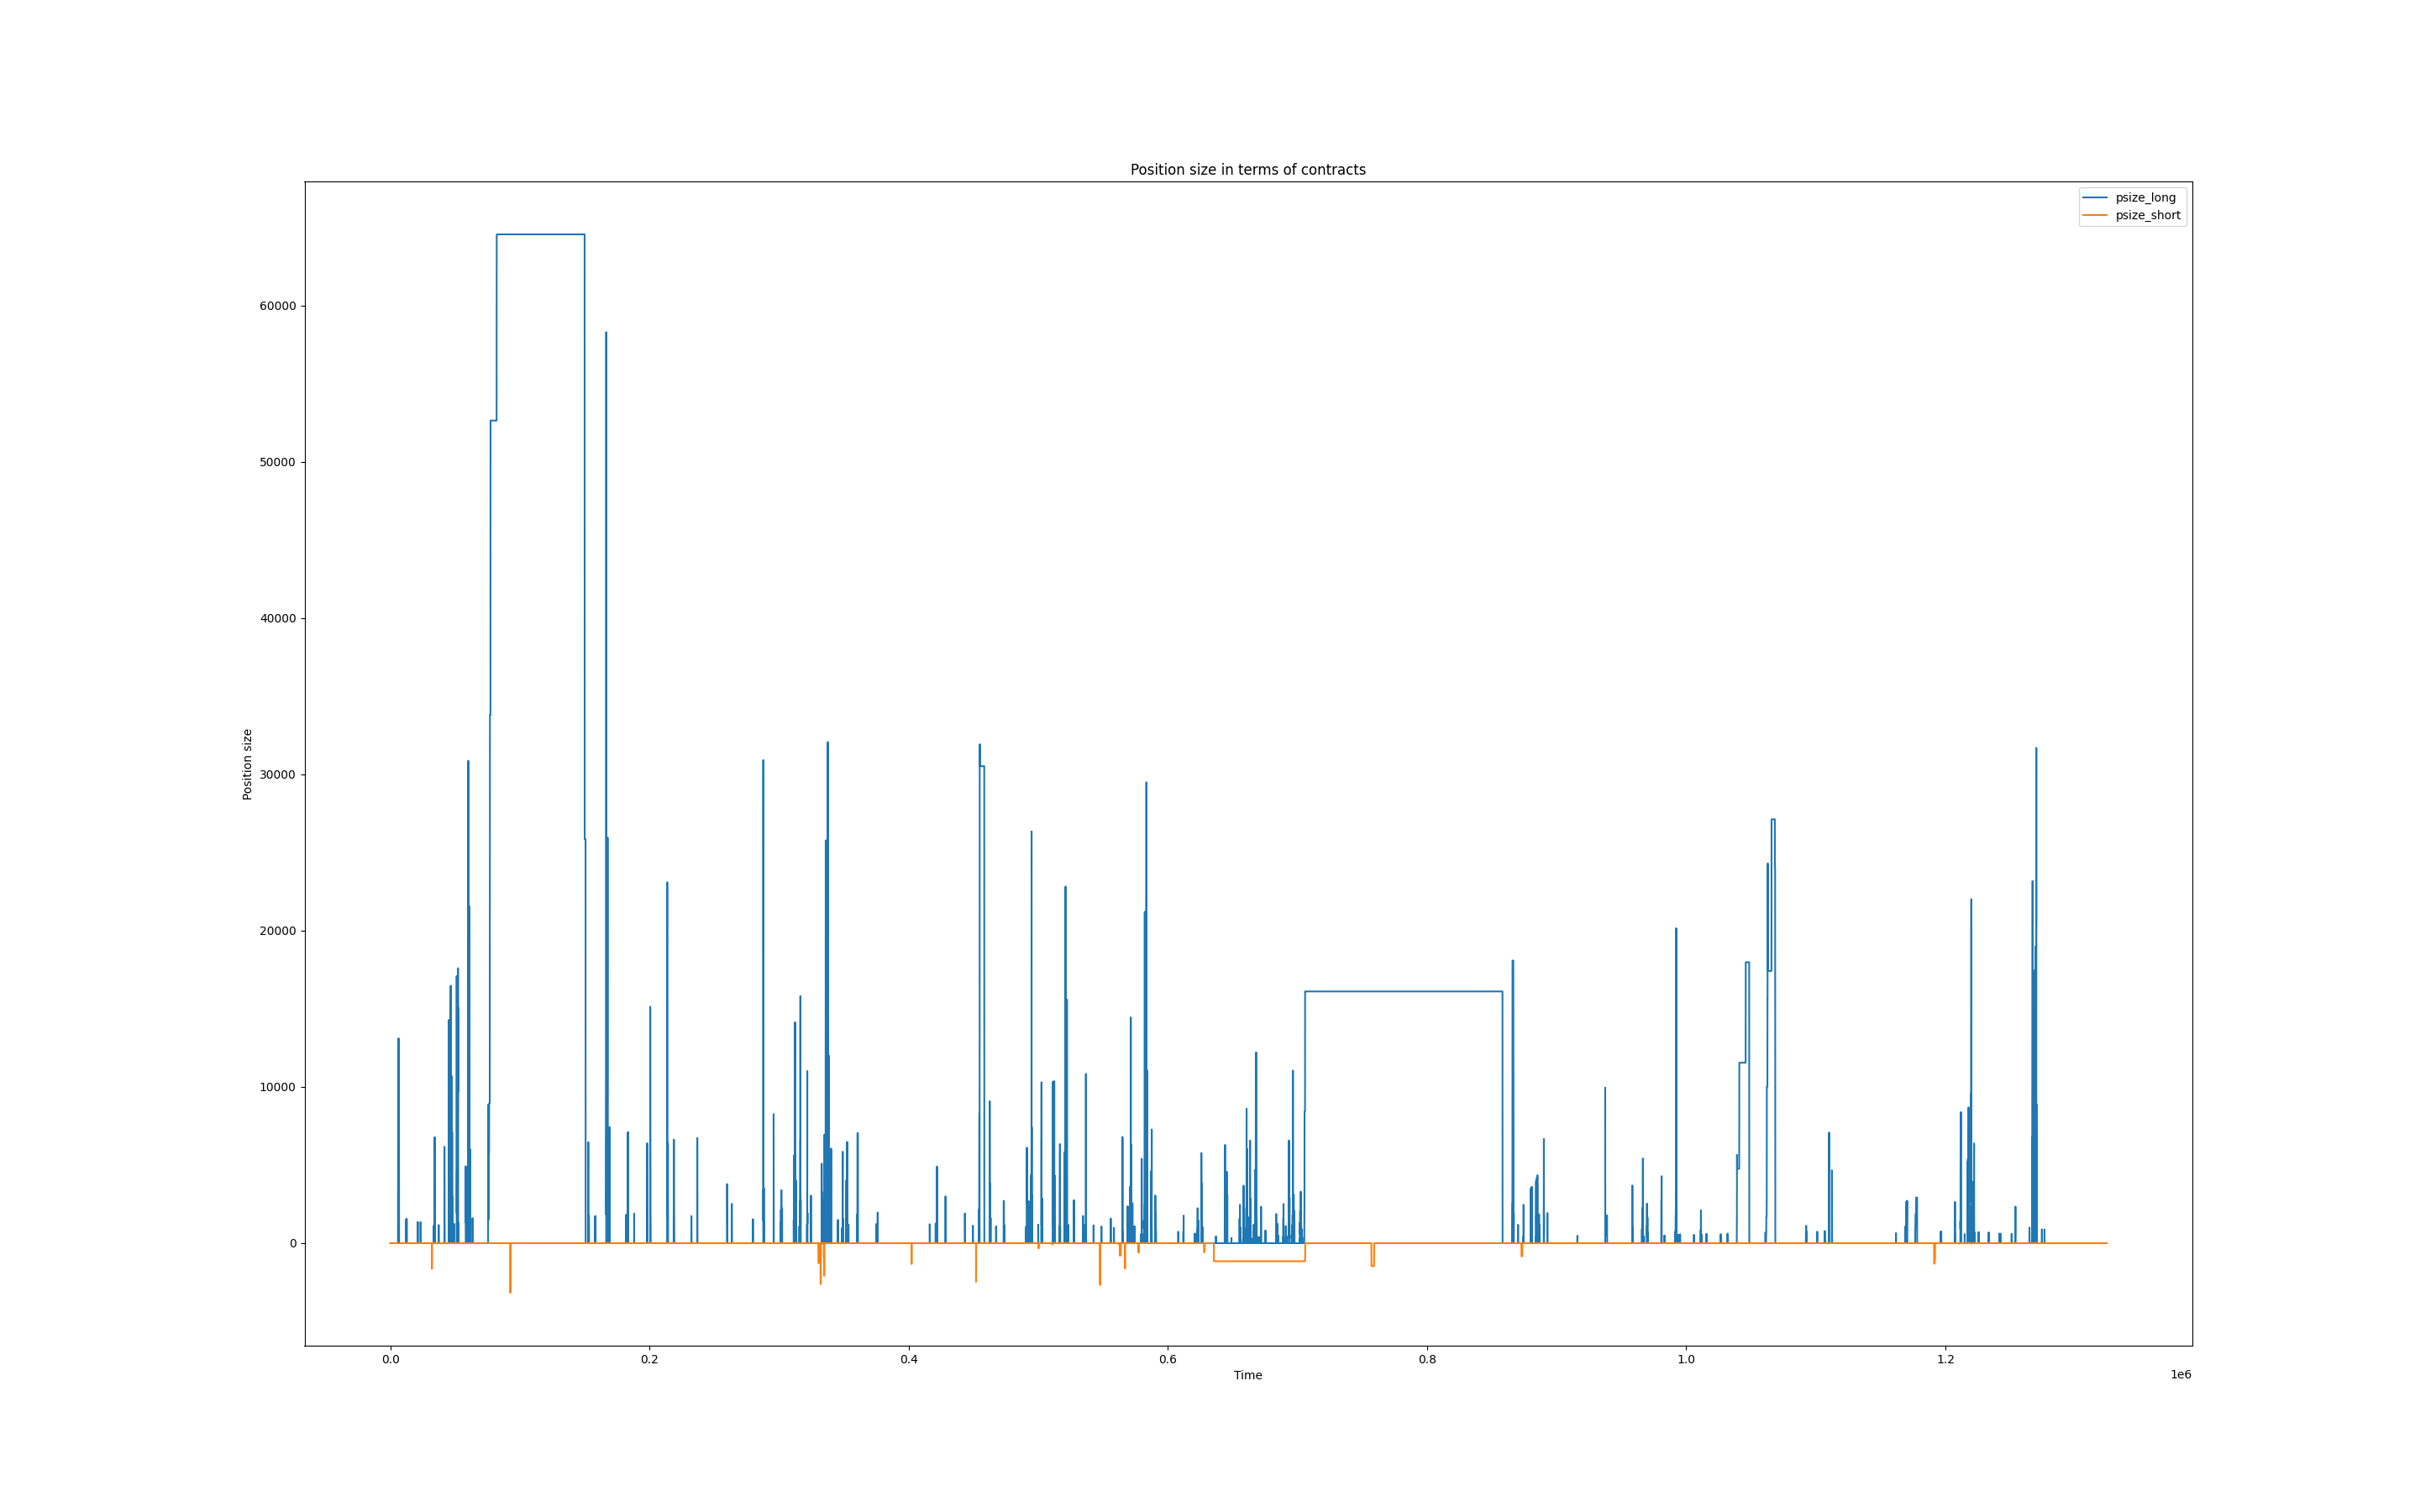 Position size in terms of contracts
psize_long
psize_short
60000
50000
40000
30000
20000
10000
0
Position size
0.0 0.2 0.4 0.6 0.8 1.0 1.2
Time
1e6